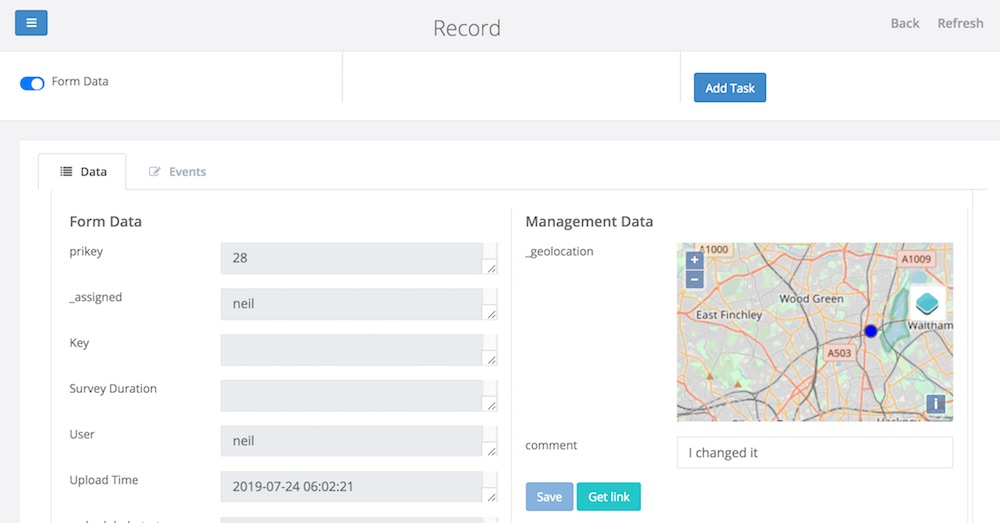 Record
Back Refresh
Form Data
Add Task
Data Events
Form Data
prikey
28
_assigned
neil
Key
Survey Duration
User
neil
Upload Time
2019-07-24 06:02:21
Management Data
_geolocation
A1000
A1009
+
−
Wood Green
East Finchley
Waltham
A503
i
comment
I changed it
Save Get link